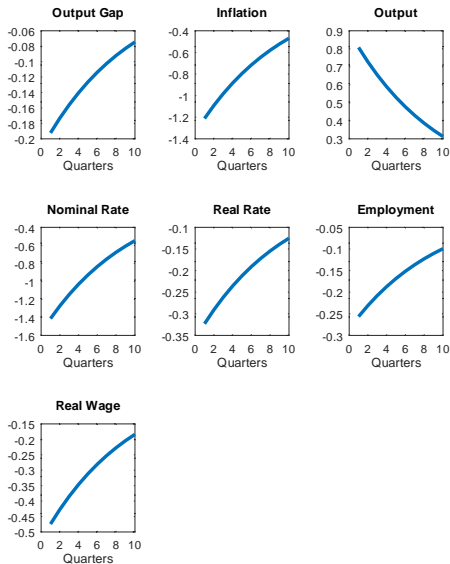 Output Gap
-0.06
-0.08
-0.1
-0.12
-0.14
-0.16
-0.18
-0.2
0 2 4 6 8 10
Quarters
Inflation
-0.4
-0.6
-0.8
-1
-1.2
-1.4
0 2 4 6 8 10
Quarters
Output
0.9
0.8
0.7
0.6
0.5
0.4
0.3
0 2 4 6 8 10
Quarters
Nominal Rate
-0.4
-0.6
-0.8
-1
-1.2
-1.4
-1.6
0 2 4 6 8 10
Quarters
Real Rate
-0.1
-0.15
-0.2
-0.25
-0.3
-0.35
0 2 4 6 8 10
Quarters
Employment
-0.05
-0.1
-0.15
-0.2
-0.25
-0.3
0 2 4 6 8 10
Quarters
Real Wage
-0.15
-0.2
-0.25
-0.3
-0.35
-0.4
-0.45
-0.5
0 2 4 6 8 10
Quarters